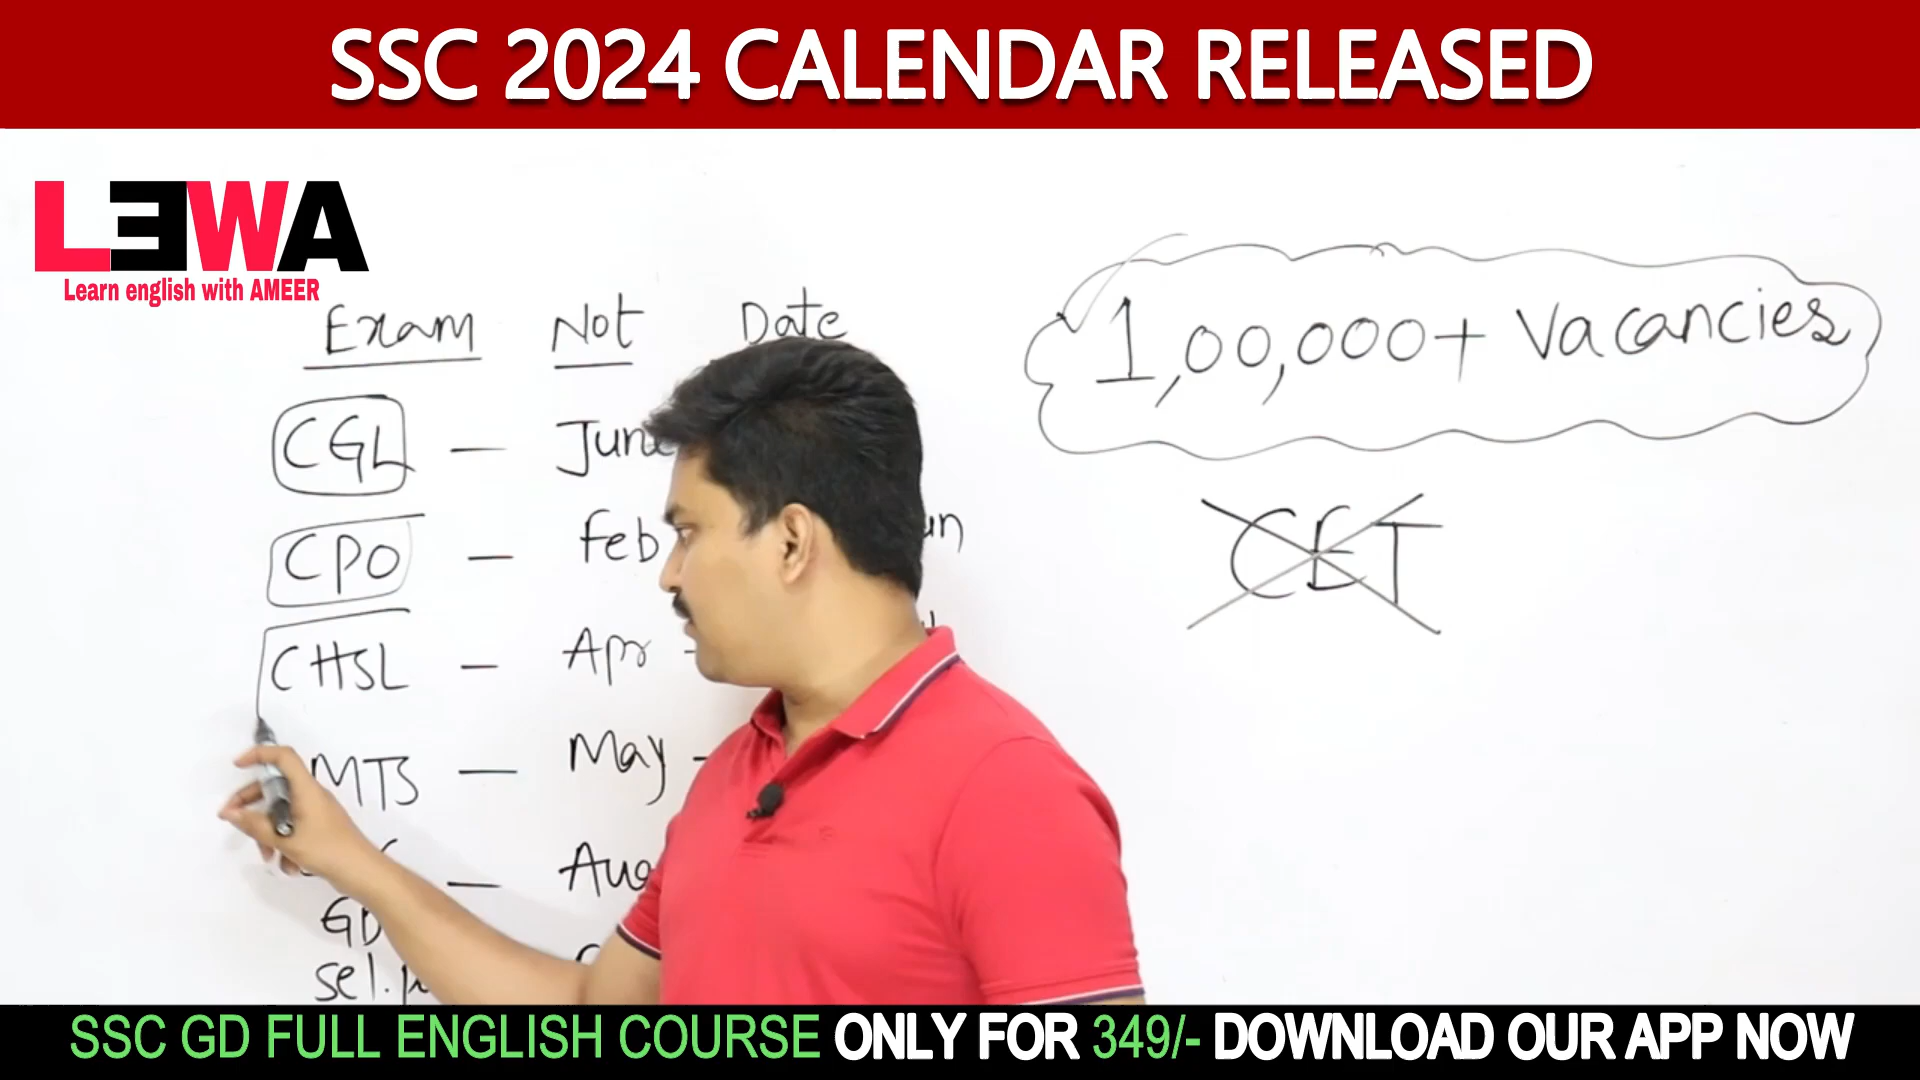 SSC 2024 CALENDAR RELEASED
LEWA
Learn english with AMEER
Exam Not Date
1,00,000+ Vacancies
CGL — June
CPO — Feb
CET
CHSL — Apr -
MTS — May -
— Aug
GD
sel.
SSC GD FULL ENGLISH COURSE ONLY FOR 349/- DOWNLOAD OUR APP NOW